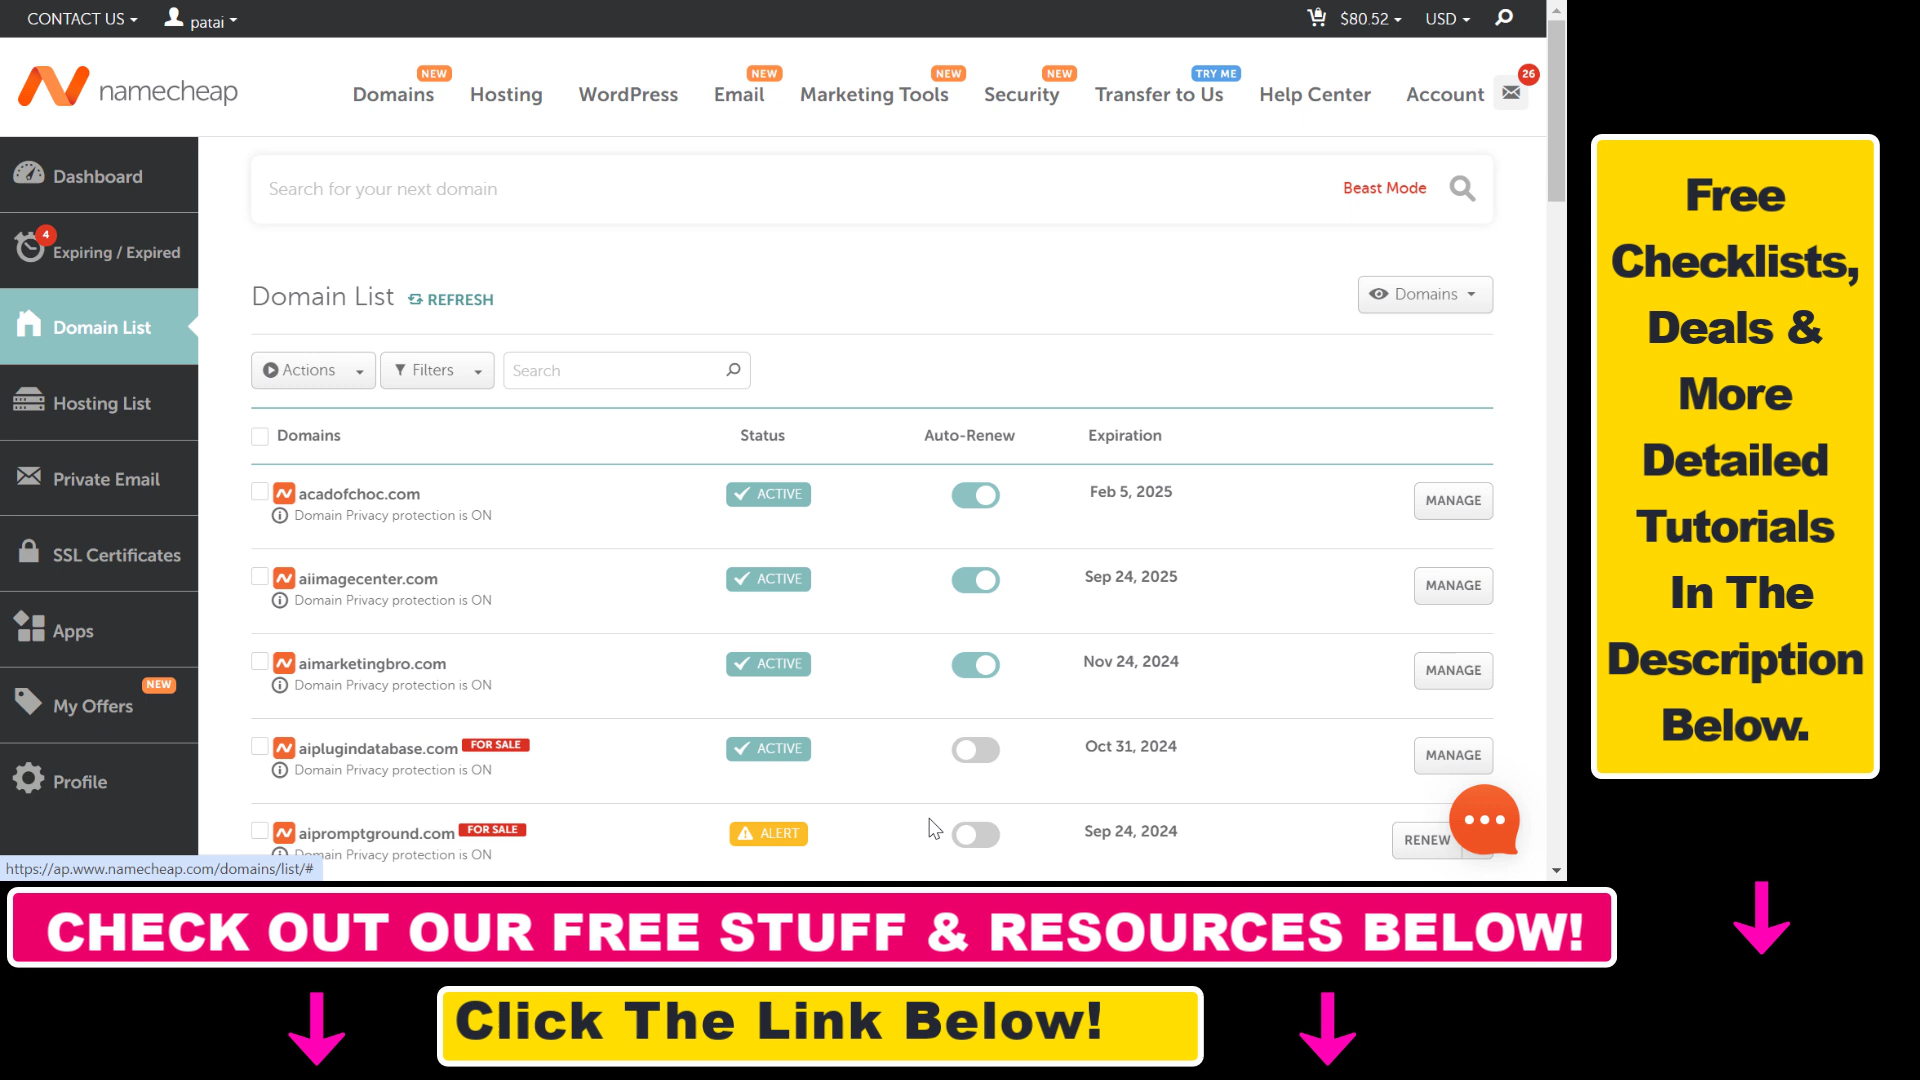 CONTACT US
patai
$80.52
USD
namecheap
NEW
Domains
Hosting
WordPress
NEW
Email
NEW
Marketing Tools
NEW
Security
TRY ME
Transfer to Us
Help Center
Account
26
Dashboard
4
Expiring / Expired
Domain List
Hosting List
Private Email
SSL Certificates
Apps
NEW
My Offers
Profile
Search for your next domain
Beast Mode
Domain List REFRESH
Domains
Actions
Filters
Search
Domains Status Auto-Renew Expiration
acadofchoc.com ACTIVE Feb 5, 2025 MANAGE
Domain Privacy protection is ON
aiimagecenter.com ACTIVE Sep 24, 2025 MANAGE
Domain Privacy protection is ON
aimarketingbro.com ACTIVE Nov 24, 2024 MANAGE
Domain Privacy protection is ON
aiplugindatabase.com FOR SALE ACTIVE Oct 31, 2024 MANAGE
Domain Privacy protection is ON
aipromptground.com FOR SALE ALERT Sep 24, 2024 RENEW
Domain Privacy protection is ON
https://ap.www.namecheap.com/domains/list/#
Free
Checklists,
Deals &
More
Detailed
Tutorials
In The
Description
Below.
CHECK OUT OUR FREE STUFF & RESOURCES BELOW!
Click The Link Below!